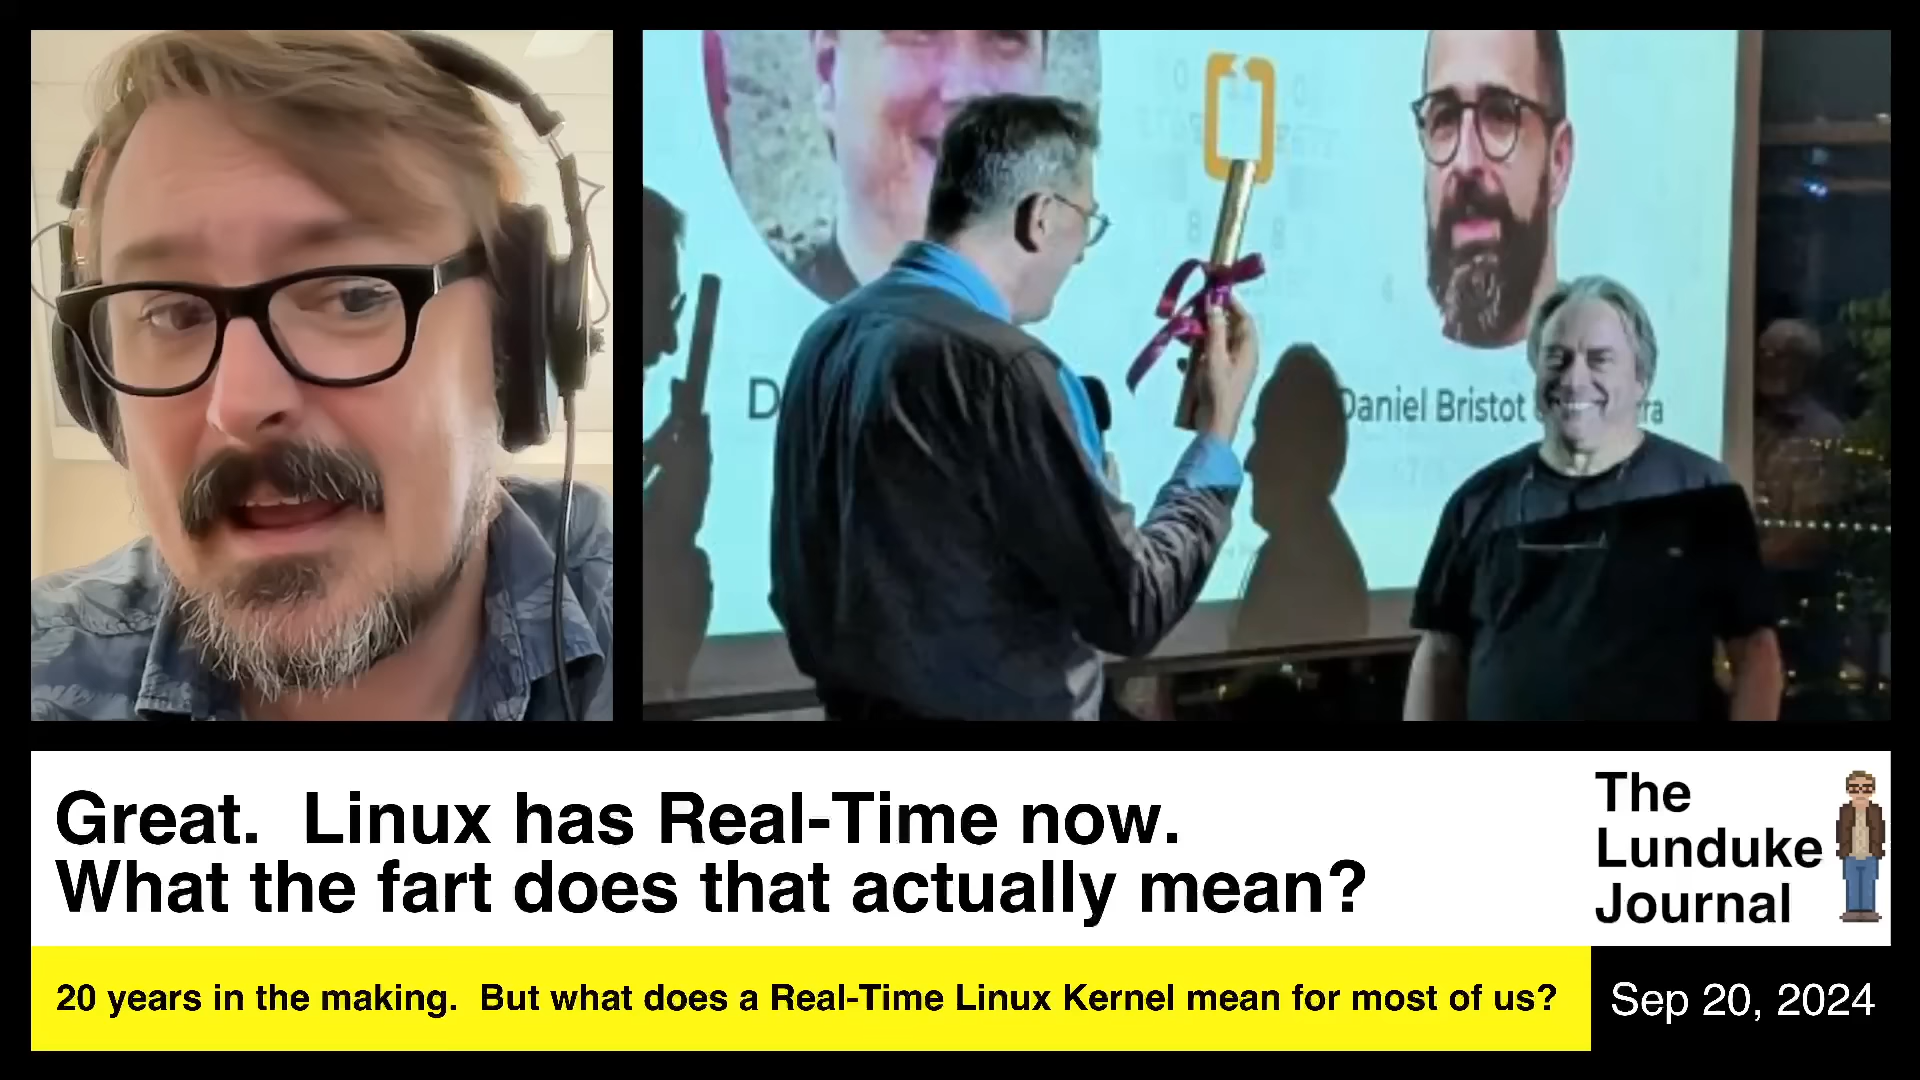 D
Daniel Bristot
ra
Great. Linux has Real-Time now.
What the fart does that actually mean?
The
Lunduke
Journal
20 years in the making. But what does a Real-Time Linux Kernel mean for most of us?
Sep 20, 2024